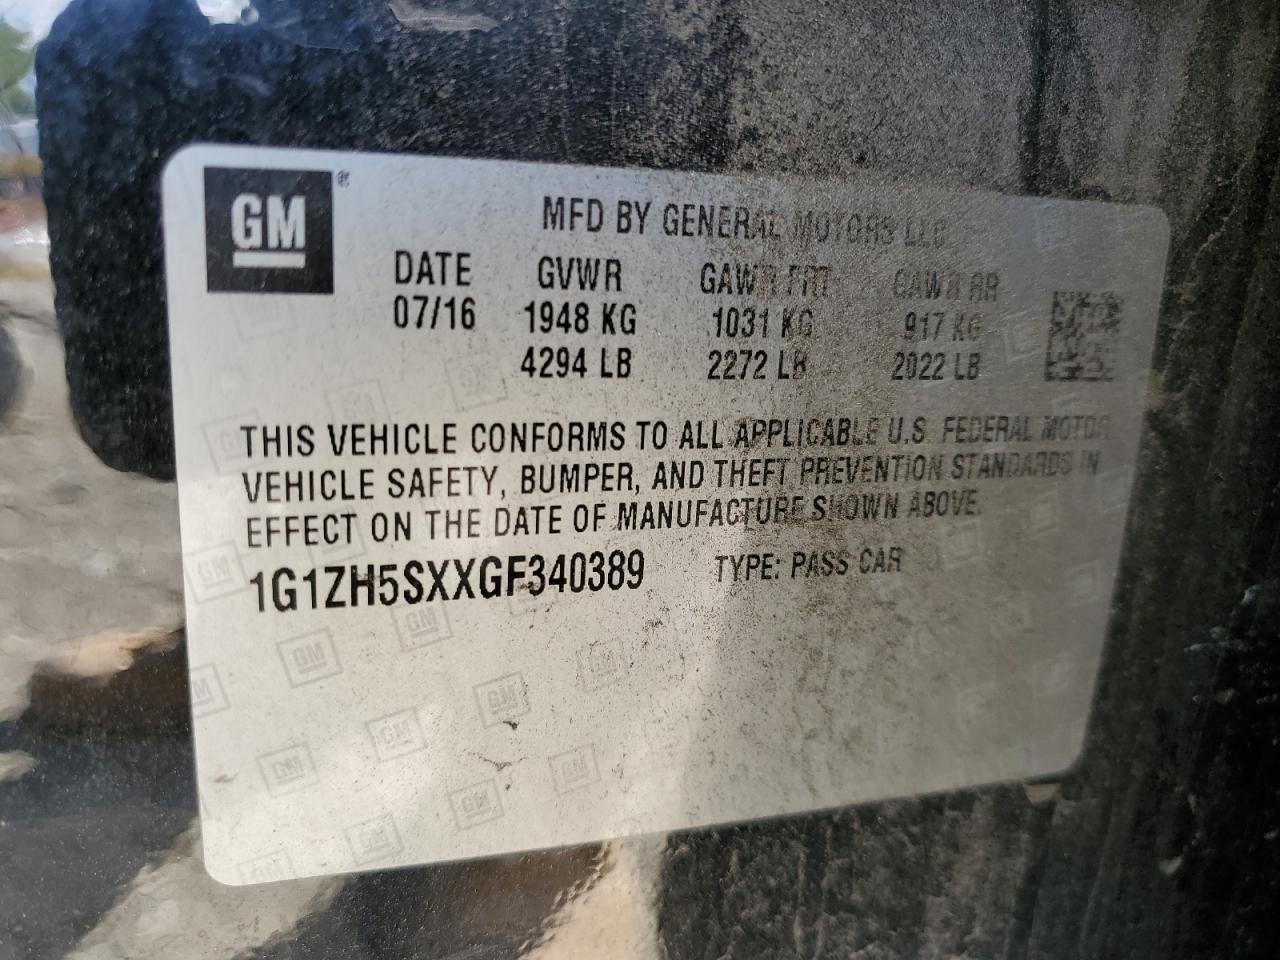 GM ®
MFD BY GENERAL MOTORS LLC
DATE GVWR GAWR FRT GAWR RR
07/16 1948 KG 1031 KG 917 KG
4294 LB 2272 LB 2022 LB
THIS VEHICLE CONFORMS TO ALL APPLICABLE U.S. FEDERAL MOTOR
VEHICLE SAFETY, BUMPER, AND THEFT PREVENTION STANDARDS IN
EFFECT ON THE DATE OF MANUFACTURE SHOWN ABOVE.
1G1ZH5SXXGF340389 TYPE: PASS CAR